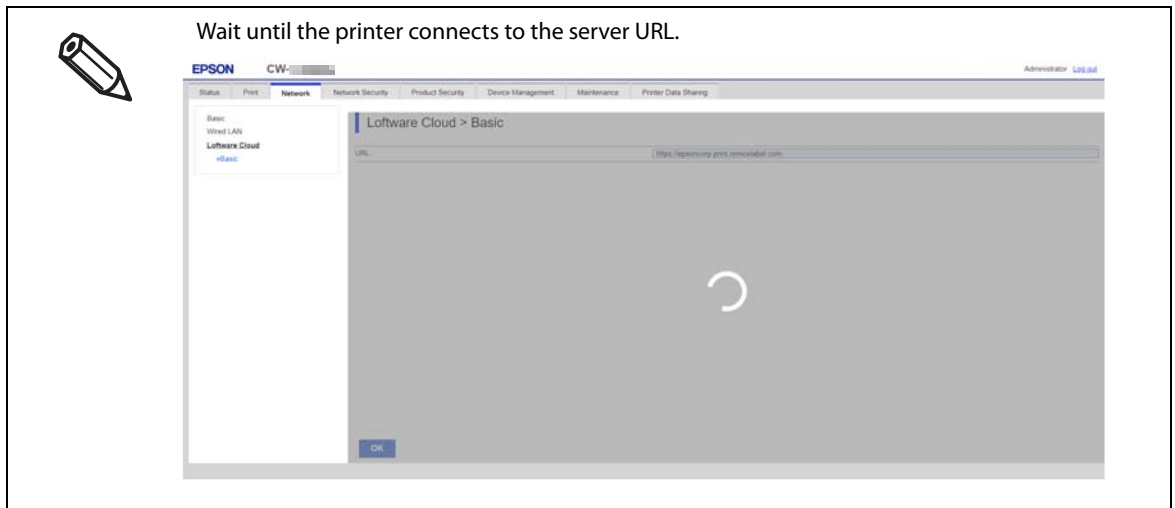 Wait until the printer connects to the server URL.
EPSON CW-
Administrator Log out
Status Print Network Network Security Product Security Device Management Maintenance Printer Data Sharing
Basic
Wired LAN
Loftware Cloud
»Basic
Loftware Cloud > Basic
URL :
OK